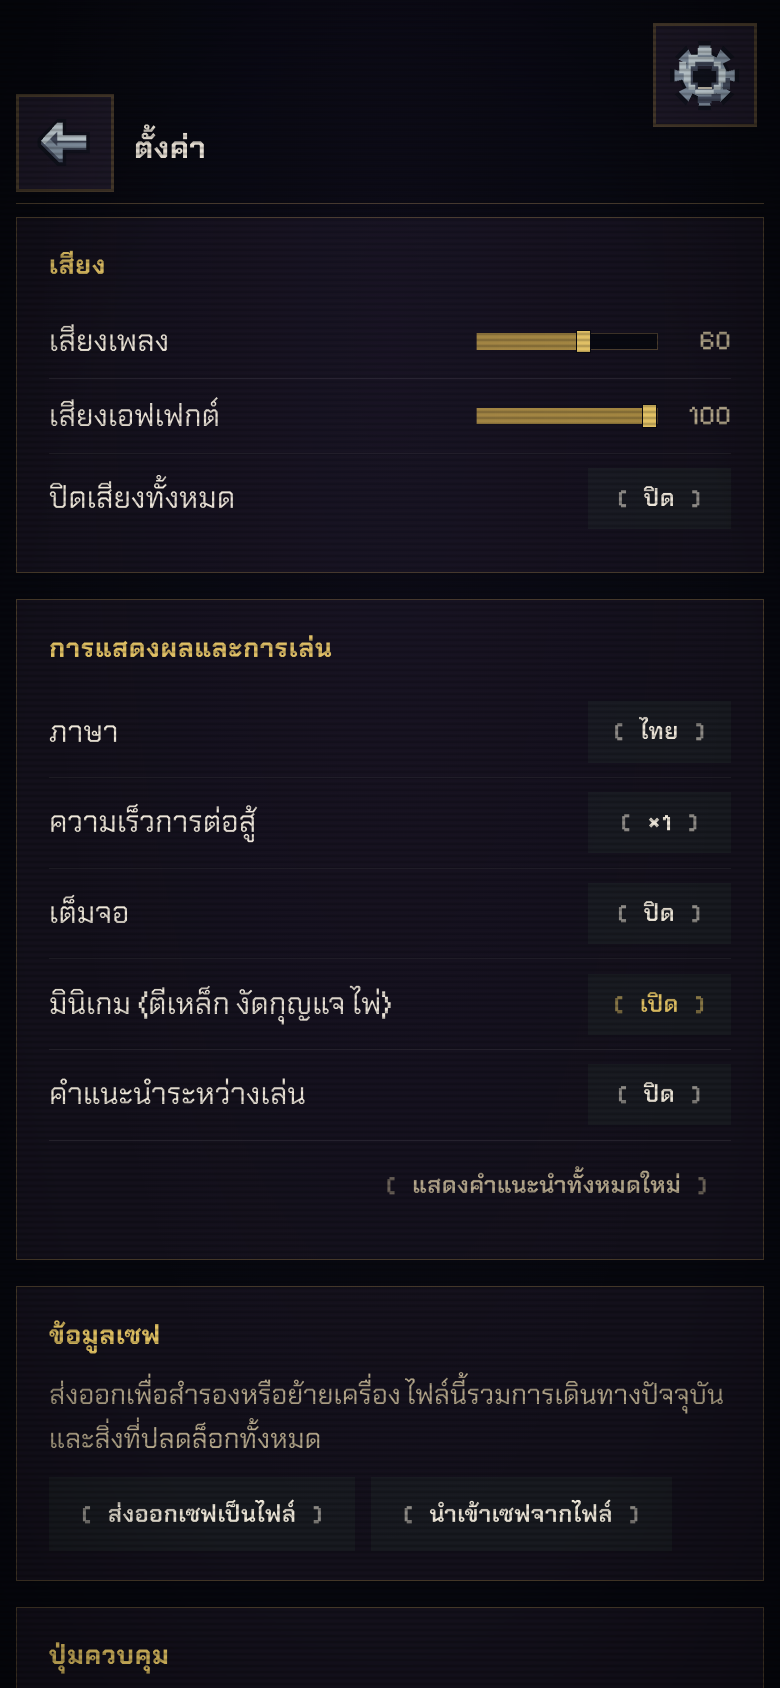 ตั้งค่า
เสียง
เสียงเพลง 60
เสียงเอฟเฟกต์ 100
ปิดเสียงทั้งหมด [ ปิด ]
การแสดงผลและการเล่น
ภาษา [ ไทย ]
ความเร็วการต่อสู้ [ ×1 ]
เต็มจอ [ ปิด ]
มินิเกม (ตีเหล็ก งัดกุญแจ ไพ่) [ เปิด ]
คำแนะนำระหว่างเล่น [ ปิด ]
[ แสดงคำแนะนำทั้งหมดใหม่ ]
ข้อมูลเซฟ
ส่งออกเพื่อสำรองหรือย้ายเครื่อง ไฟล์นี้รวมการเดินทางปัจจุบัน
และสิ่งที่ปลดล็อกทั้งหมด
[ ส่งออกเซฟเป็นไฟล์ ] [ นำเข้าเซฟจากไฟล์ ]
ปุ่มควบคุม